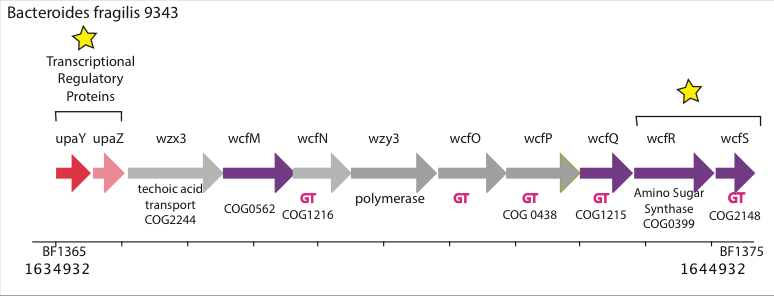 Bacteroides fragilis 9343
Transcriptional
Regulatory
Proteins
upaY upaZ wzx3 wcfM wcfN wzy3 wcfO wcfP wcfQ wcfR wcfS
techoic acid
transport
COG2244
COG0562
GT
COG1216
polymerase
GT
GT
COG 0438
GT
COG1215
Amino Sugar
Synthase
COG0399
GT
COG2148
BF1365 BF1375
1634932 1644932